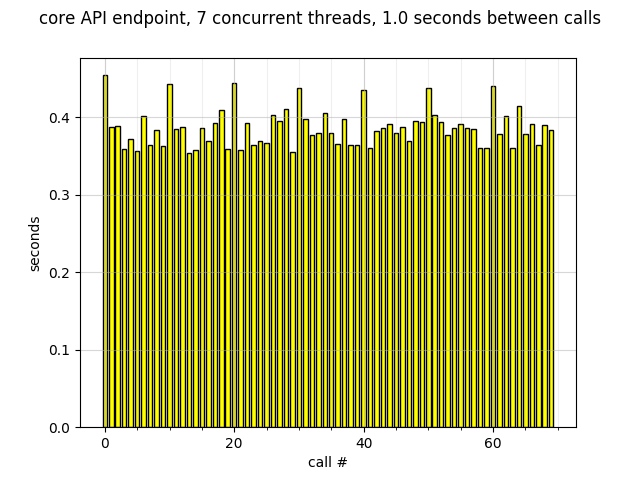 core API endpoint, 7 concurrent threads, 1.0 seconds between calls
0.4
0.3
0.2
0.1
0.0
seconds
0 20 40 60
call #